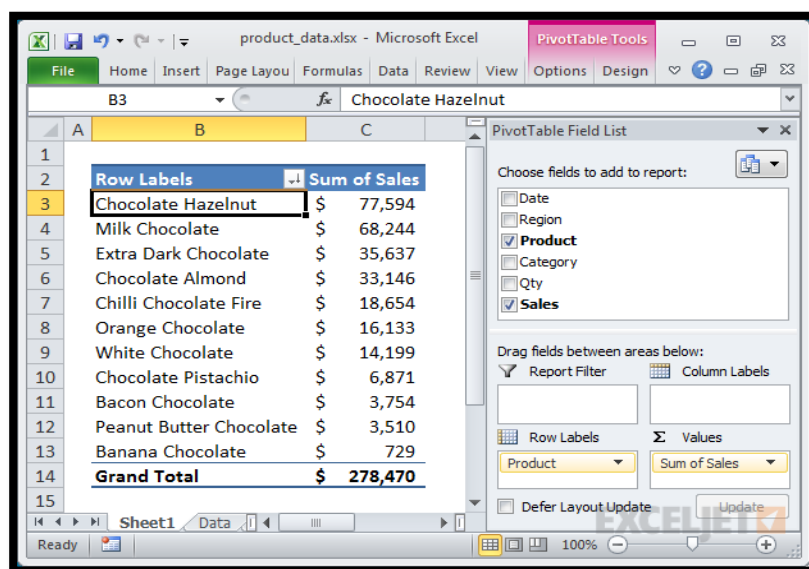 product_data.xlsx - Microsoft Excel
PivotTable Tools
File Home Insert Page Layou Formulas Data Review View Options Design
B3 fx Chocolate Hazelnut
A B C
PivotTable Field List
1
2 Row Labels Sum of Sales
3 Chocolate Hazelnut $ 77,594
4 Milk Chocolate $ 68,244
5 Extra Dark Chocolate $ 35,637
6 Chocolate Almond $ 33,146
7 Chilli Chocolate Fire $ 18,654
8 Orange Chocolate $ 16,133
9 White Chocolate $ 14,199
10 Chocolate Pistachio $ 6,871
11 Bacon Chocolate $ 3,754
12 Peanut Butter Chocolate $ 3,510
13 Banana Chocolate $ 729
14 Grand Total $ 278,470
15
Choose fields to add to report:
Date
Region
Product
Category
Qty
Sales
Drag fields between areas below:
Report Filter Column Labels
Row Labels Σ Values
Product Sum of Sales
Defer Layout Update Update
EXCELJET
Sheet1 Data
Ready 100%